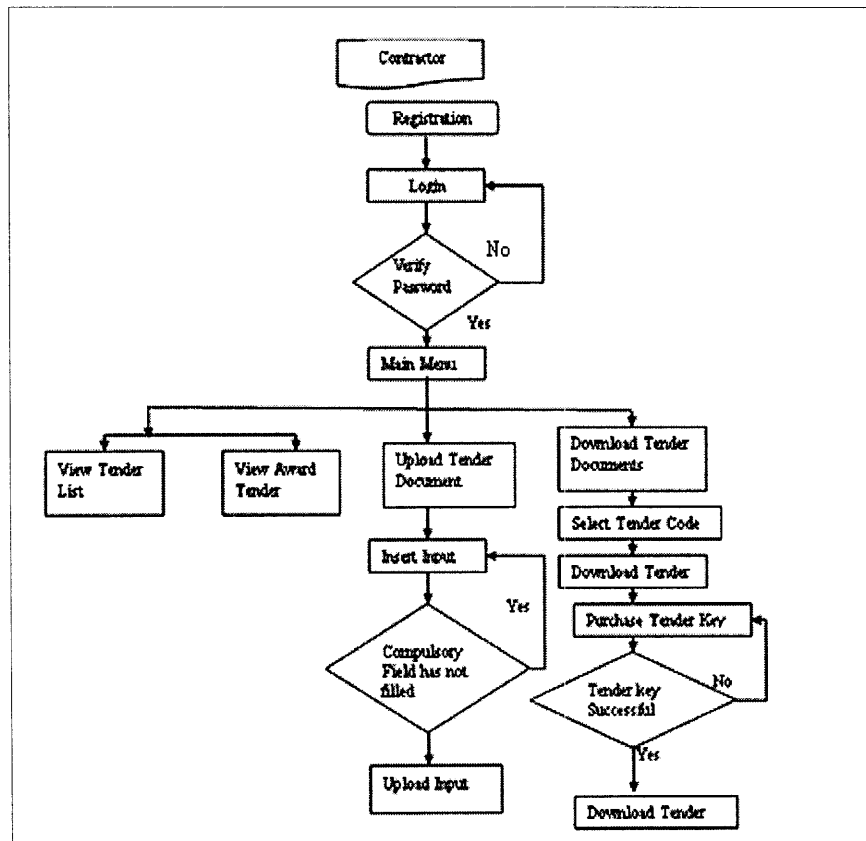 Contractor
Registration
Login
No
Verify
Password
Yes
Main Menu
View Tender
List
View Award
Tender
Upload Tender
Document
Download Tender
Documents
Select Tender Code
Insert Input
Download Tender
Yes
Purchase Tender Key
Compulsory
Field has not
filled
No
Tender key
Successful
Yes
Upload Input
Download Tender